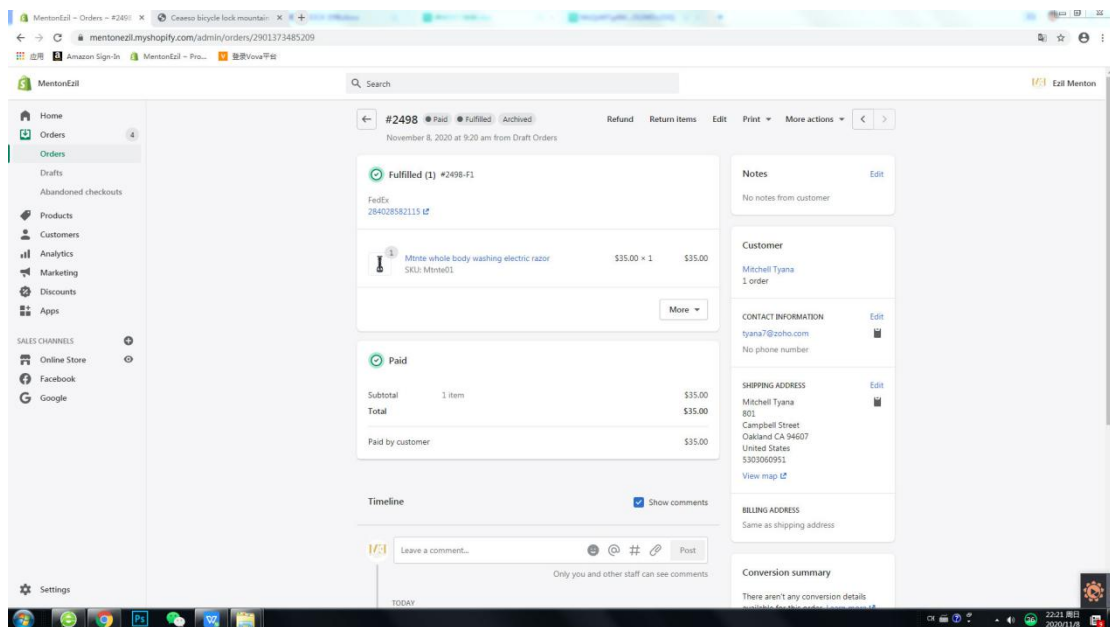 MentonEzil ~ Orders ~ #2498
Ceaeso bicycle lock mountain
mentonezil.myshopify.com/admin/orders/2901373485209
应用 Amazon Sign-In MentonEzil ~ Pro... 登录Vova平台
MentonEzil
Search
Ezil Menton
Home
Orders 4
Orders
Drafts
Abandoned checkouts
Products
Customers
Analytics
Marketing
Discounts
Apps
SALES CHANNELS
Online Store
Facebook
Google
Settings
#2498 Paid Fulfilled Archived
Refund Return items Edit Print More actions
November 8, 2020 at 9:20 am from Draft Orders
Fulfilled (1) #2498-F1
FedEx
284028582115
1 Mtnte whole body washing electric razor $35.00 × 1 $35.00
SKU: Mtnte01
More
Paid
Subtotal 1 item $35.00
Total $35.00
Paid by customer $35.00
Timeline Show comments
Leave a comment... Post
Only you and other staff can see comments
TODAY
Notes Edit
No notes from customer
Customer
Mitchell Tyana
1 order
CONTACT INFORMATION Edit
tyana7@zoho.com
No phone number
SHIPPING ADDRESS Edit
Mitchell Tyana
801
Campbell Street
Oakland CA 94607
United States
5303060951
View map
BILLING ADDRESS
Same as shipping address
Conversion summary
There aren't any conversion details
available for this order. Learn more
CH
22:21 周日
2020/11/8